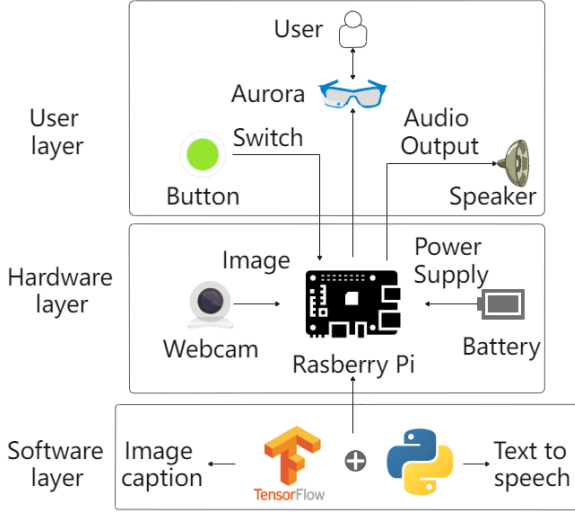 User
Aurora
User
layer
Switch
Button
Audio
Output
Speaker
Hardware
layer
Image
Webcam
Power
Supply
Battery
Rasberry Pi
Software
layer
Image
caption
TensorFlow
Text to
speech